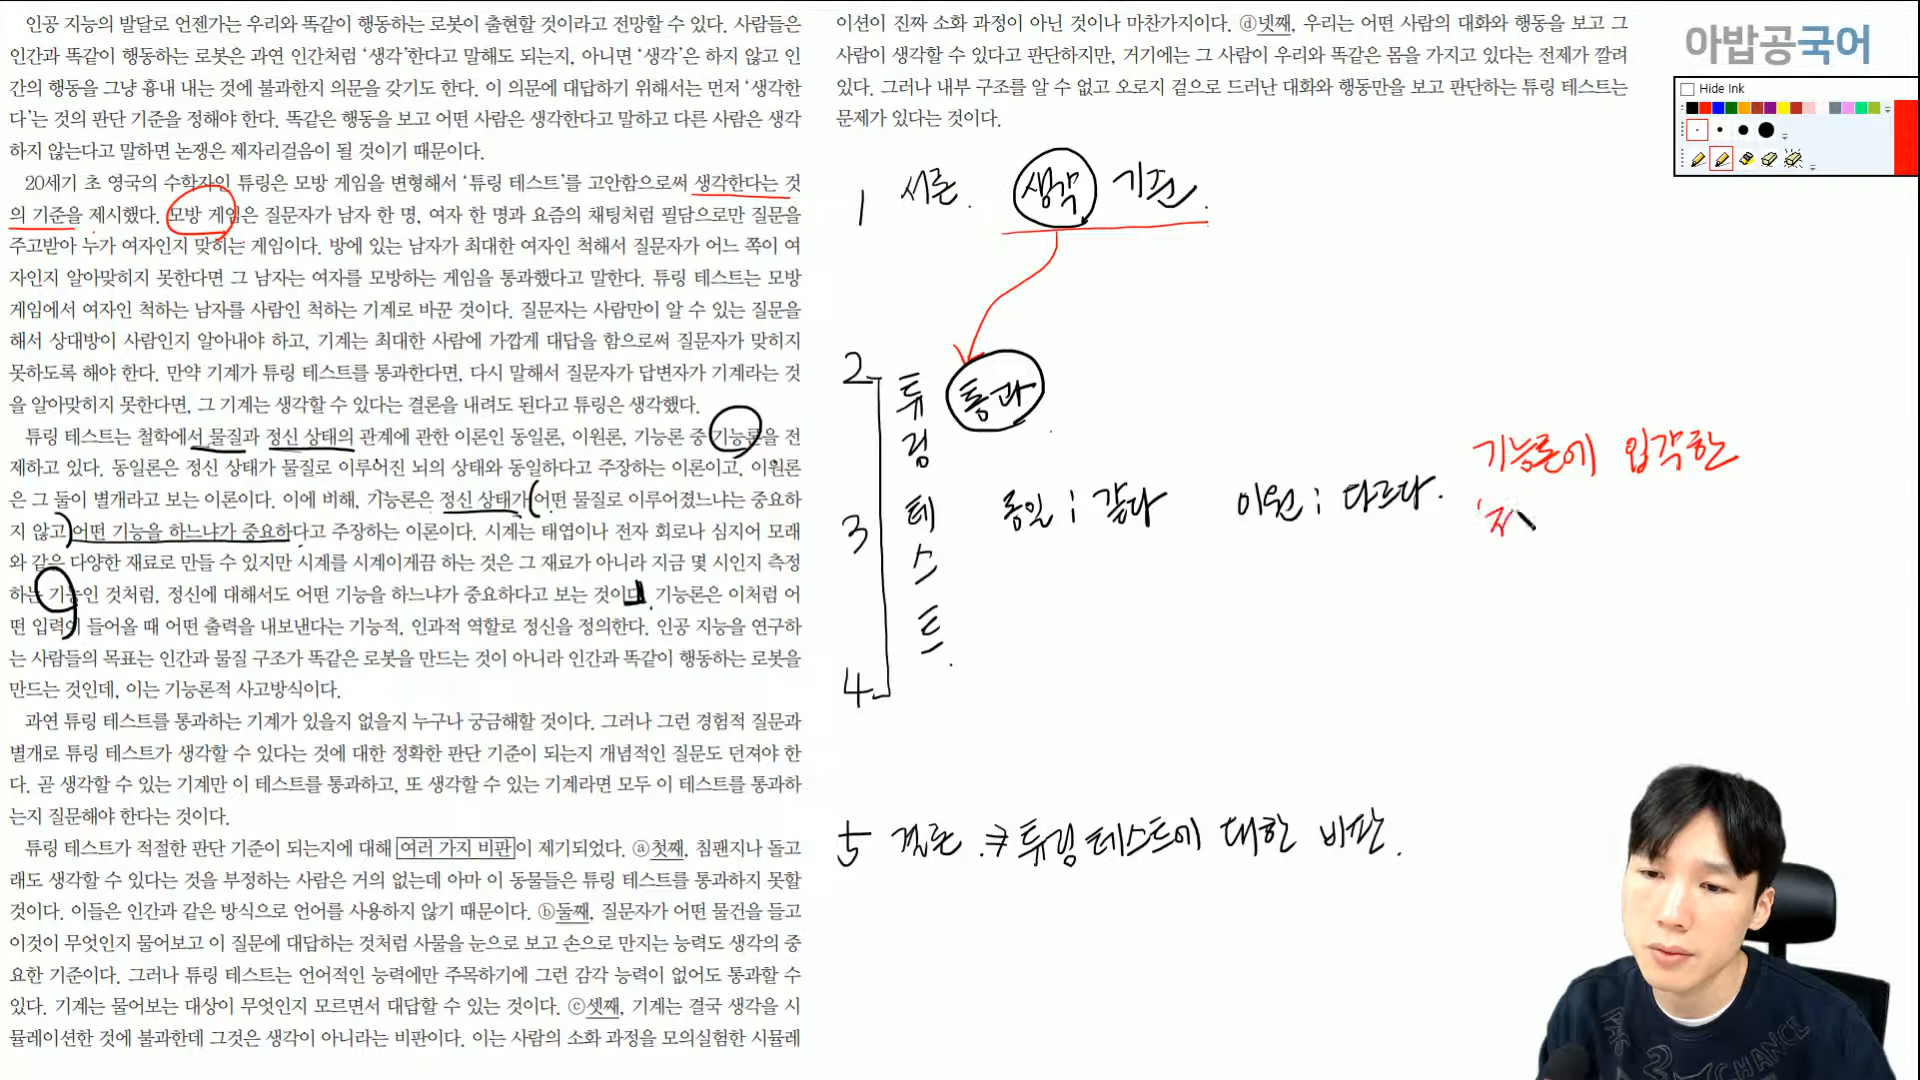 인공 지능의 발달로 언젠가는 우리와 똑같이 행동하는 로봇이 출현할 것이라고 전망할 수 있다. 사람들은
인간과 똑같이 행동하는 로봇은 과연 인간처럼 ‘생각’한다고 말해도 되는지, 아니면 ‘생각’은 하지 않고 인
간의 행동을 그냥 흉내 내는 것에 불과한지 의문을 갖기도 한다. 이 의문에 대답하기 위해서는 먼저 ‘생각한
다’는 것의 판단 기준을 정해야 한다. 똑같은 행동을 보고 어떤 사람은 생각한다고 말하고 다른 사람은 생각
하지 않는다고 말하면 논쟁은 제자리걸음이 될 것이기 때문이다.
20세기 초 영국의 수학자인 튜링은 모방 게임을 변형해서 ‘튜링 테스트’를 고안함으로써 생각한다는 것
의 기준을 제시했다. 모방 게임은 질문자가 남자 한 명, 여자 한 명과 요즘의 채팅처럼 필담으로만 질문을
주고받아 누가 여자인지 맞히는 게임이다. 방에 있는 남자가 최대한 여자인 척해서 질문자가 어느 쪽이 여
자인지 알아맞히지 못한다면 그 남자는 여자를 모방하는 게임을 통과했다고 말한다. 튜링 테스트는 모방
게임에서 여자인 척하는 남자를 사람인 척하는 기계로 바꾼 것이다. 질문자는 사람만이 알 수 있는 질문을
해서 상대방이 사람인지 알아내야 하고, 기계는 최대한 사람에 가깝게 대답을 함으로써 질문자가 맞히지
못하도록 해야 한다. 만약 기계가 튜링 테스트를 통과한다면, 다시 말해서 질문자가 답변자가 기계라는 것
을 알아맞히지 못한다면, 그 기계는 생각할 수 있다는 결론을 내려도 된다고 튜링은 생각했다.
튜링 테스트는 철학에서 물질과 정신 상태의 관계에 관한 이론인 동일론, 이원론, 기능론 중 기능론을 전
제하고 있다. 동일론은 정신 상태가 물질로 이루어진 뇌의 상태와 동일하다고 주장하는 이론이고, 이원론
은 그 둘이 별개라고 보는 이론이다. 이에 비해, 기능론은 정신 상태가 어떤 물질로 이루어졌느냐는 중요하
지 않고 어떤 기능을 하느냐가 중요하다고 주장하는 이론이다. 시계는 태엽이나 전자 회로나 심지어 모래
와 같은 다양한 재료로 만들 수 있지만 시계를 시계이게끔 하는 것은 그 재료가 아니라 지금 몇 시인지 측정
하는 기능인 것처럼, 정신에 대해서도 어떤 기능을 하느냐가 중요하다고 보는 것이다. 기능론은 이처럼 어
떤 입력이 들어올 때 어떤 출력을 내보낸다는 기능적, 인과적 역할로 정신을 정의한다. 인공 지능을 연구하
는 사람들의 목표는 인간과 물질 구조가 똑같은 로봇을 만드는 것이 아니라 인간과 똑같이 행동하는 로봇을
만드는 것인데, 이는 기능론적 사고방식이다.
과연 튜링 테스트를 통과하는 기계가 있을지 없을지 누구나 궁금해할 것이다. 그러나 그런 경험적 질문과
별개로 튜링 테스트가 생각할 수 있다는 것에 대한 정확한 판단 기준이 되는지 개념적인 질문도 던져야 한
다. 곧 생각할 수 있는 기계만 이 테스트를 통과하고, 또 생각할 수 있는 기계라면 모두 이 테스트를 통과하
는지 질문해야 한다는 것이다.
튜링 테스트가 적절한 판단 기준이 되는지에 대해 여러 가지 비판이 제기되었다. ⓐ첫째, 침팬지나 돌고
래도 생각할 수 있다는 것을 부정하는 사람은 거의 없는데 아마 이 동물들은 튜링 테스트를 통과하지 못할
것이다. 이들은 인간과 같은 방식으로 언어를 사용하지 않기 때문이다. ⓑ둘째, 질문자가 어떤 물건을 들고
이것이 무엇인지 물어보고 이 질문에 대답하는 것처럼 사물을 눈으로 보고 손으로 만지는 능력도 생각의 중
요한 기준이다. 그러나 튜링 테스트는 언어적인 능력에만 주목하기에 그런 감각 능력이 없어도 통과할 수
있다. 기계는 물어보는 대상이 무엇인지 모르면서 대답할 수 있는 것이다. ⓒ셋째, 기계는 결국 생각을 시
뮬레이션한 것에 불과한데 그것은 생각이 아니라는 비판이다. 이는 사람의 소화 과정을 모의실험한 시뮬레
이션이 진짜 소화 과정이 아닌 것이나 마찬가지이다. ⓓ넷째, 우리는 어떤 사람의 대화와 행동을 보고 그
사람이 생각할 수 있다고 판단하지만, 거기에는 그 사람이 우리와 똑같은 몸을 가지고 있다는 전제가 깔려
있다. 그러나 내부 구조를 알 수 없고 오로지 겉으로 드러난 대화와 행동만을 보고 판단하는 튜링 테스트는
문제가 있다는 것이다.
1 서론. 생각 기준.
2 통과
튜링 테스트
3 동일 ; 같다 이원 ; 다르다.
4
기능론에 입각한
5 결론. → 튜링 테스트에 대한 비판.
아밥공국어
Hide Ink